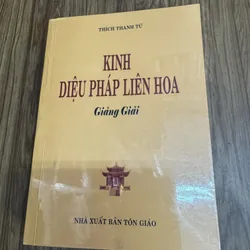 THÍCH THANH TỪ
KINH
DIỆU PHÁP LIÊN HOA
Giảng Giải
NHÀ XUẤT BẢN TÔN GIÁO